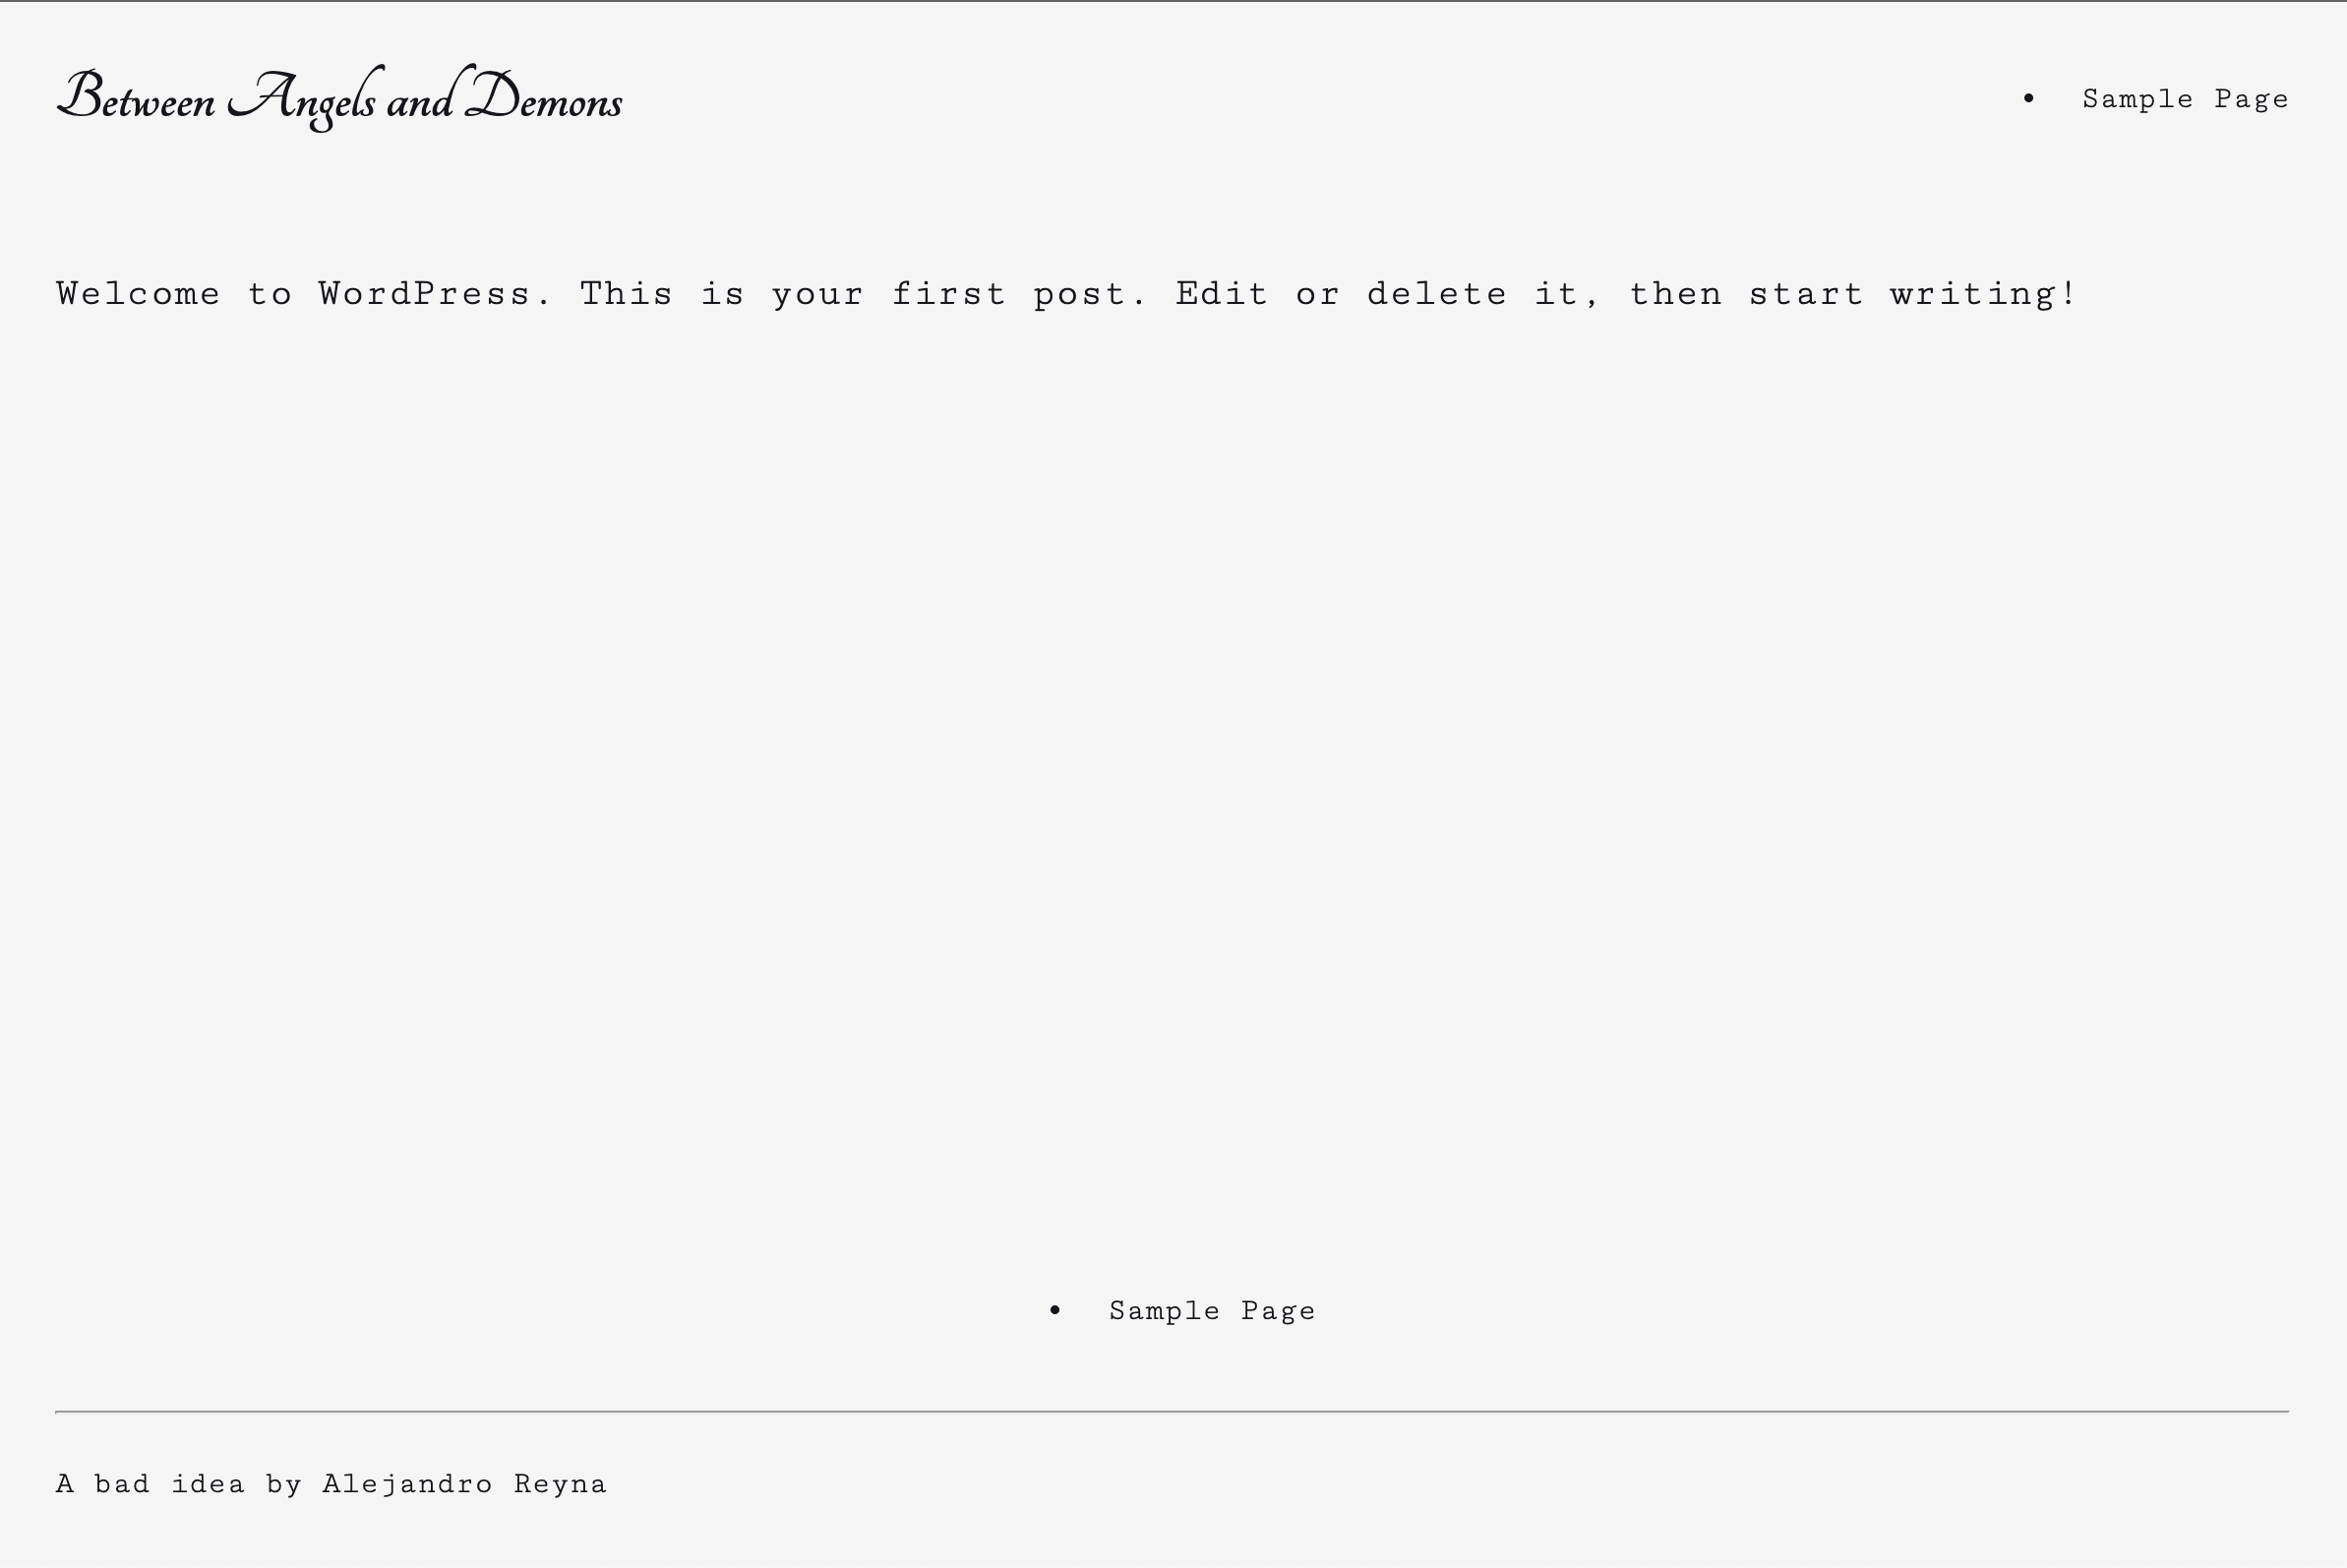 Between Angels and Demons
• Sample Page
Welcome to WordPress. This is your first post. Edit or delete it, then start writing!
• Sample Page
A bad idea by Alejandro Reyna